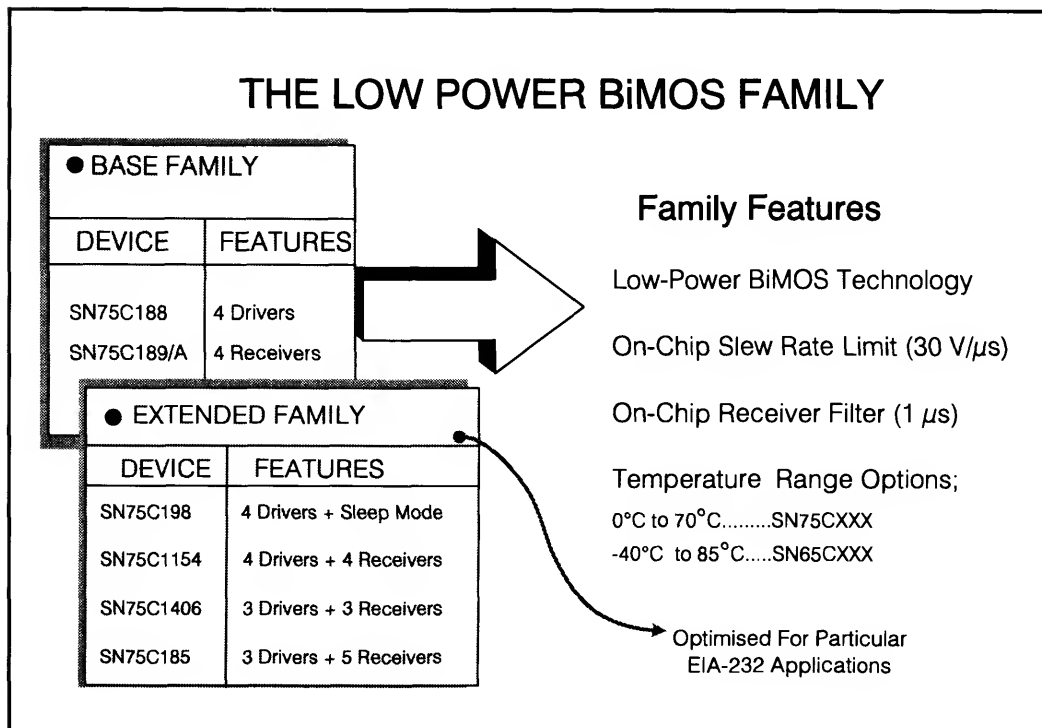 THE LOW POWER BiMOS FAMILY
● BASE FAMILY
DEVICE FEATURES
SN75C188 4 Drivers
SN75C189/A 4 Receivers
● EXTENDED FAMILY
DEVICE FEATURES
SN75C198 4 Drivers + Sleep Mode
SN75C1154 4 Drivers + 4 Receivers
SN75C1406 3 Drivers + 3 Receivers
SN75C185 3 Drivers + 5 Receivers
Family Features
Low-Power BiMOS Technology
On-Chip Slew Rate Limit (30 V/µs)
On-Chip Receiver Filter (1 µs)
Temperature Range Options;
0°C to 70°C.........SN75CXXX
-40°C to 85°C.....SN65CXXX
Optimised For Particular
EIA-232 Applications